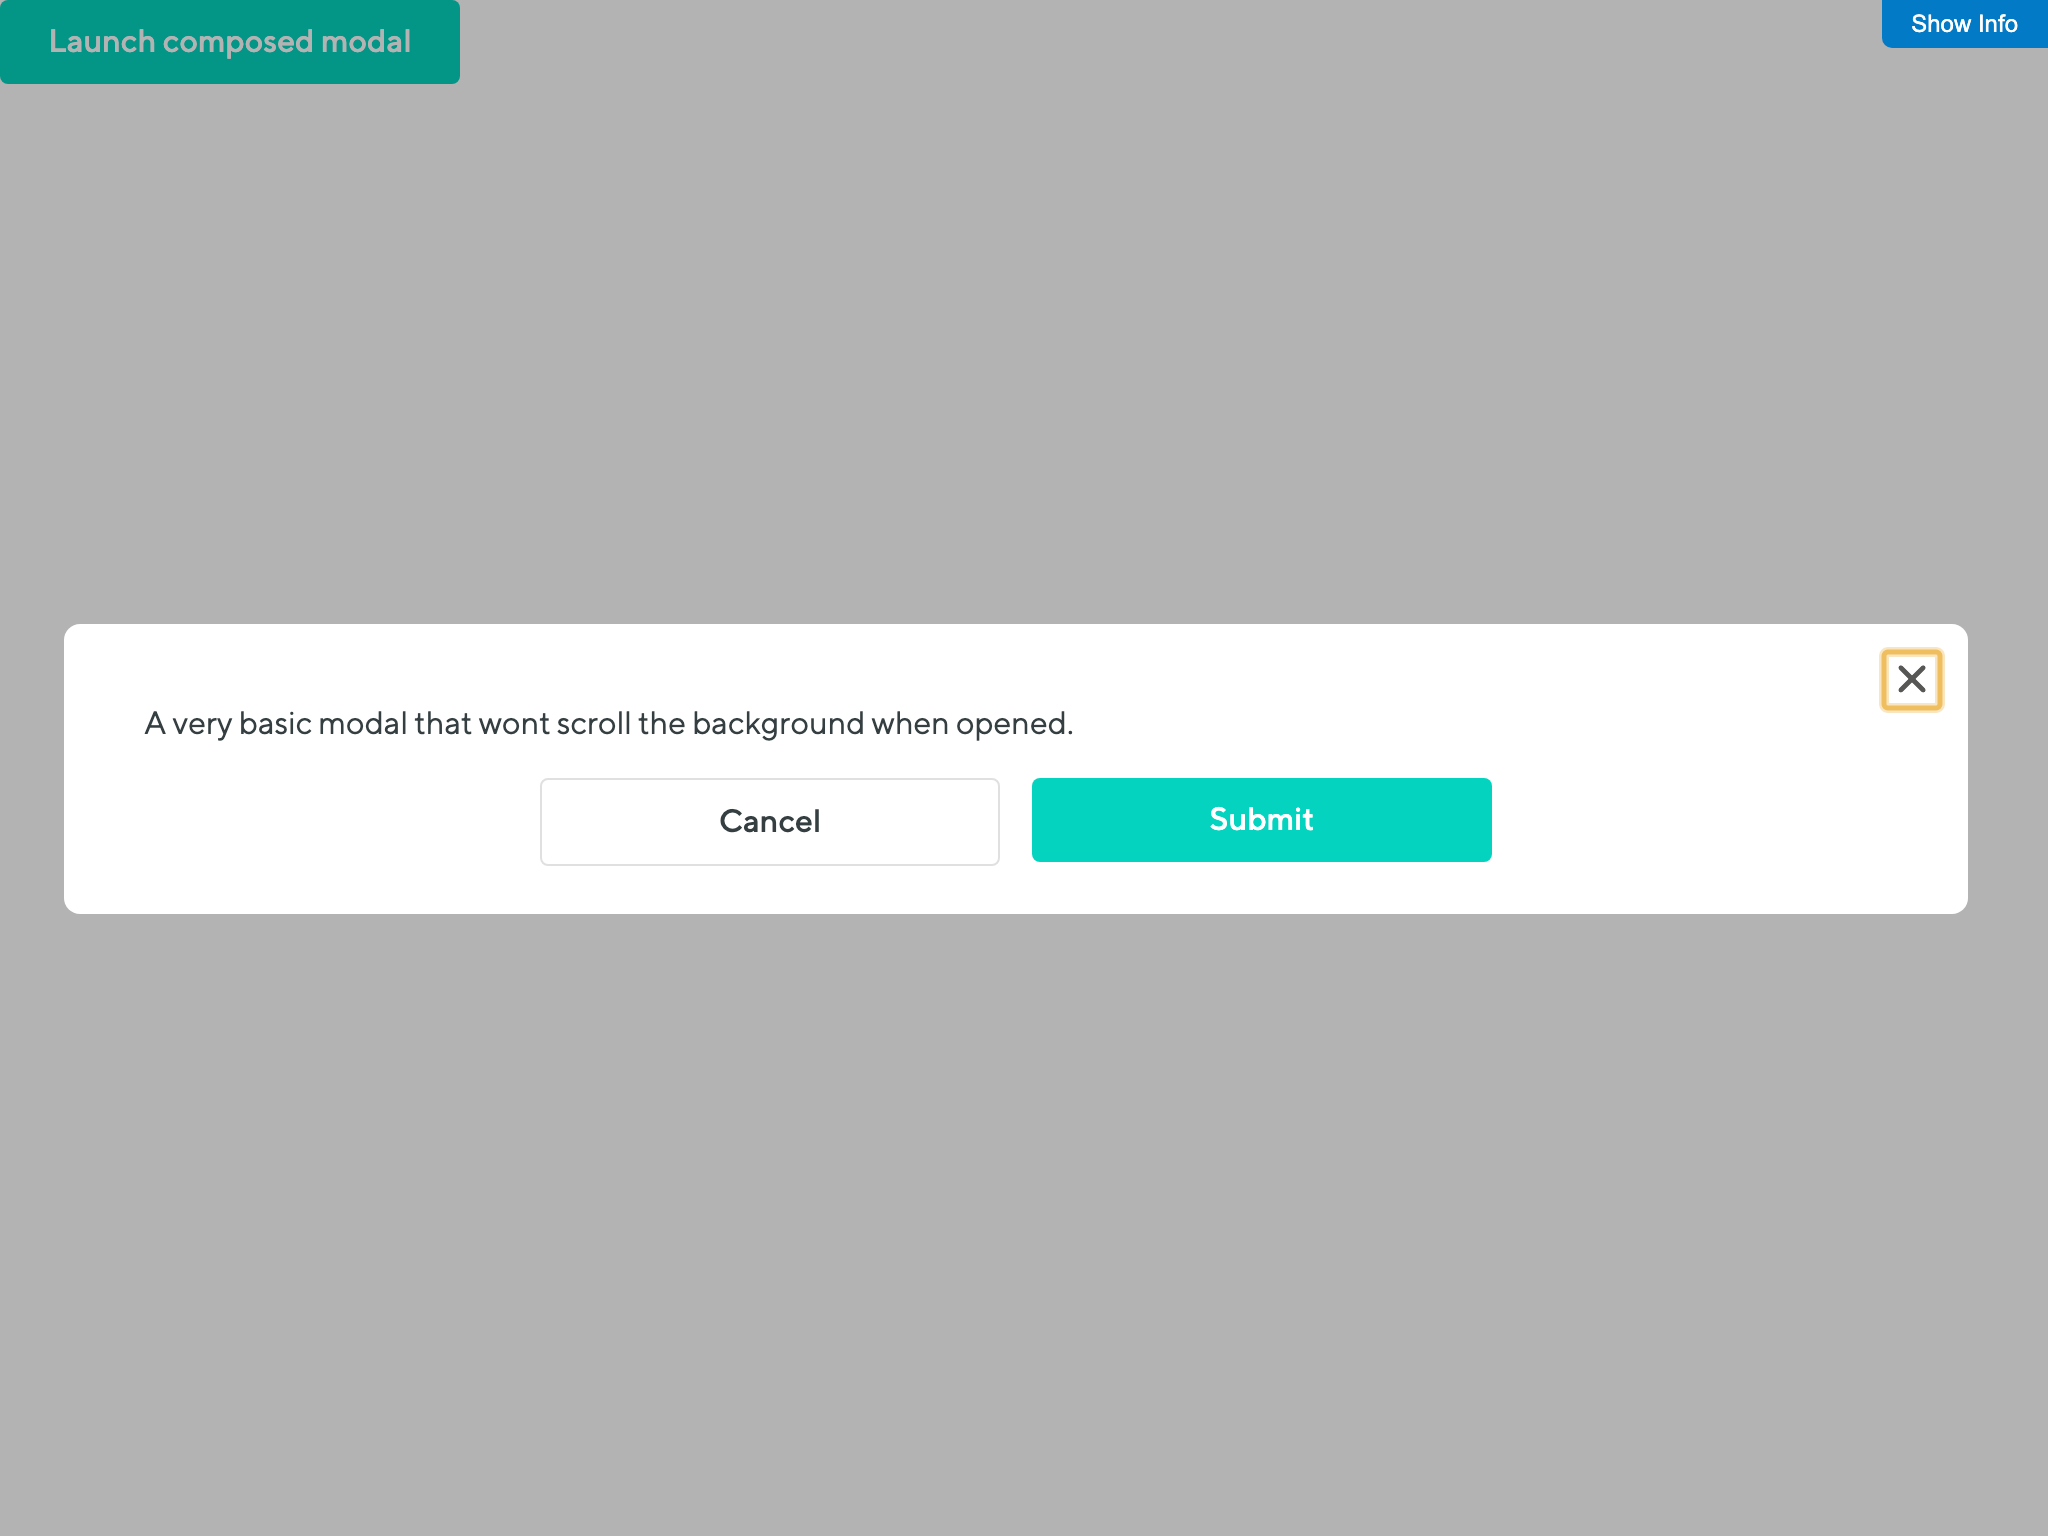 Launch composed modal
Show Info
A very basic modal that wont scroll the background when opened.
Cancel
Submit